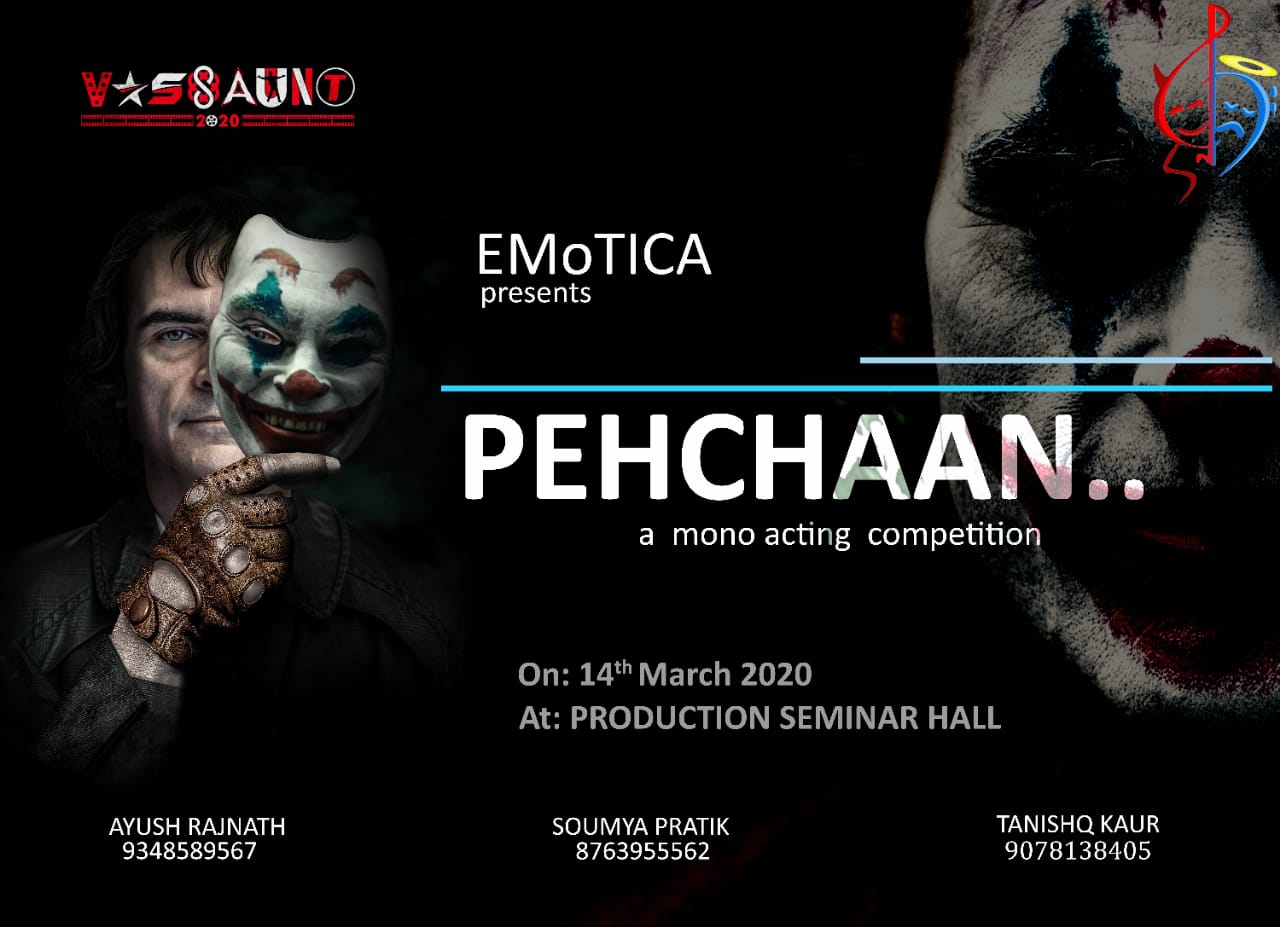 VASSAUNT
2020
EMoTICA
presents
PEHCHAAN..
a mono acting competition
On: 14th March 2020
At: PRODUCTION SEMINAR HALL
AYUSH RAJNATH
9348589567
SOUMYA PRATIK
8763955562
TANISHQ KAUR
9078138405